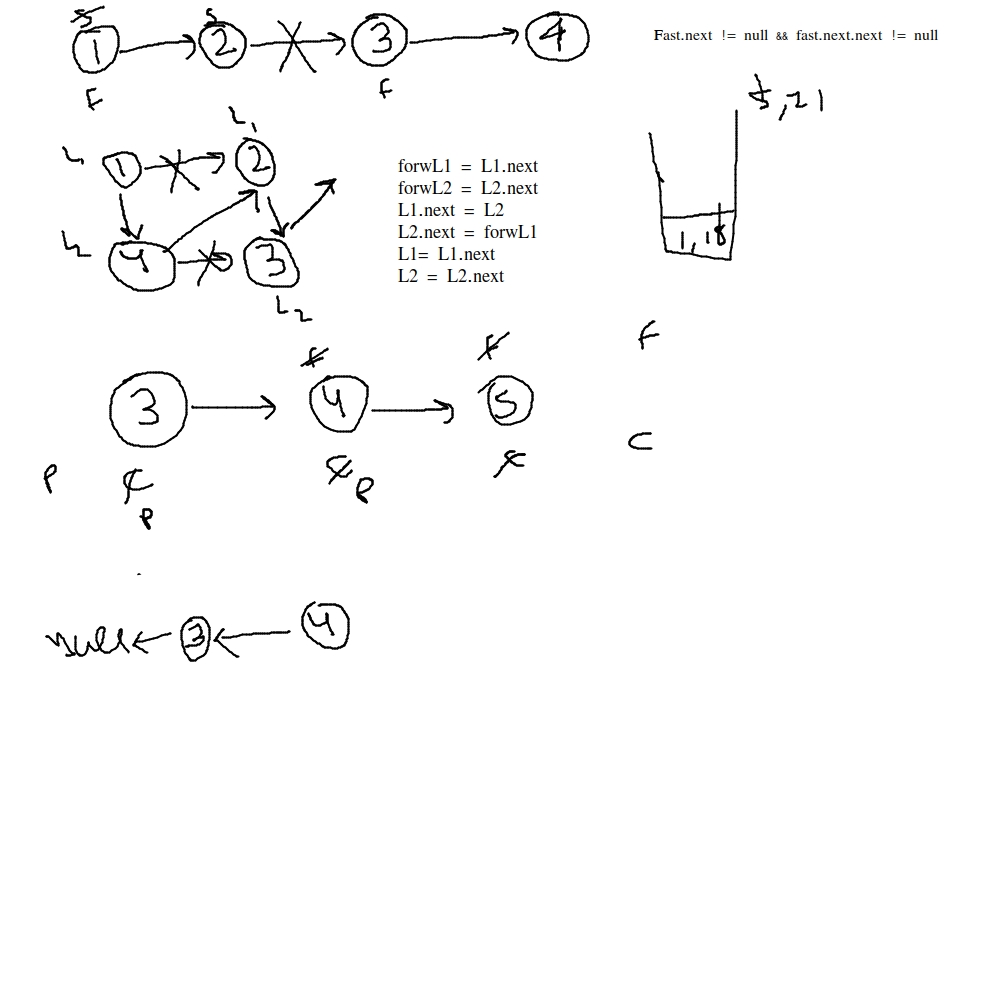 S S
1 2 3 4
Fast.next != null && fast.next.next != null
F F
$,21
L1
L1 1 2
forwL1 = L1.next
forwL2 = L2.next
L1.next = L2
L2.next = forwL1
L1= L1.next
L2 = L2.next
1,18
L2 4 3
L2
F F F
3 4 5
C
P C C C
P P
null 3 4